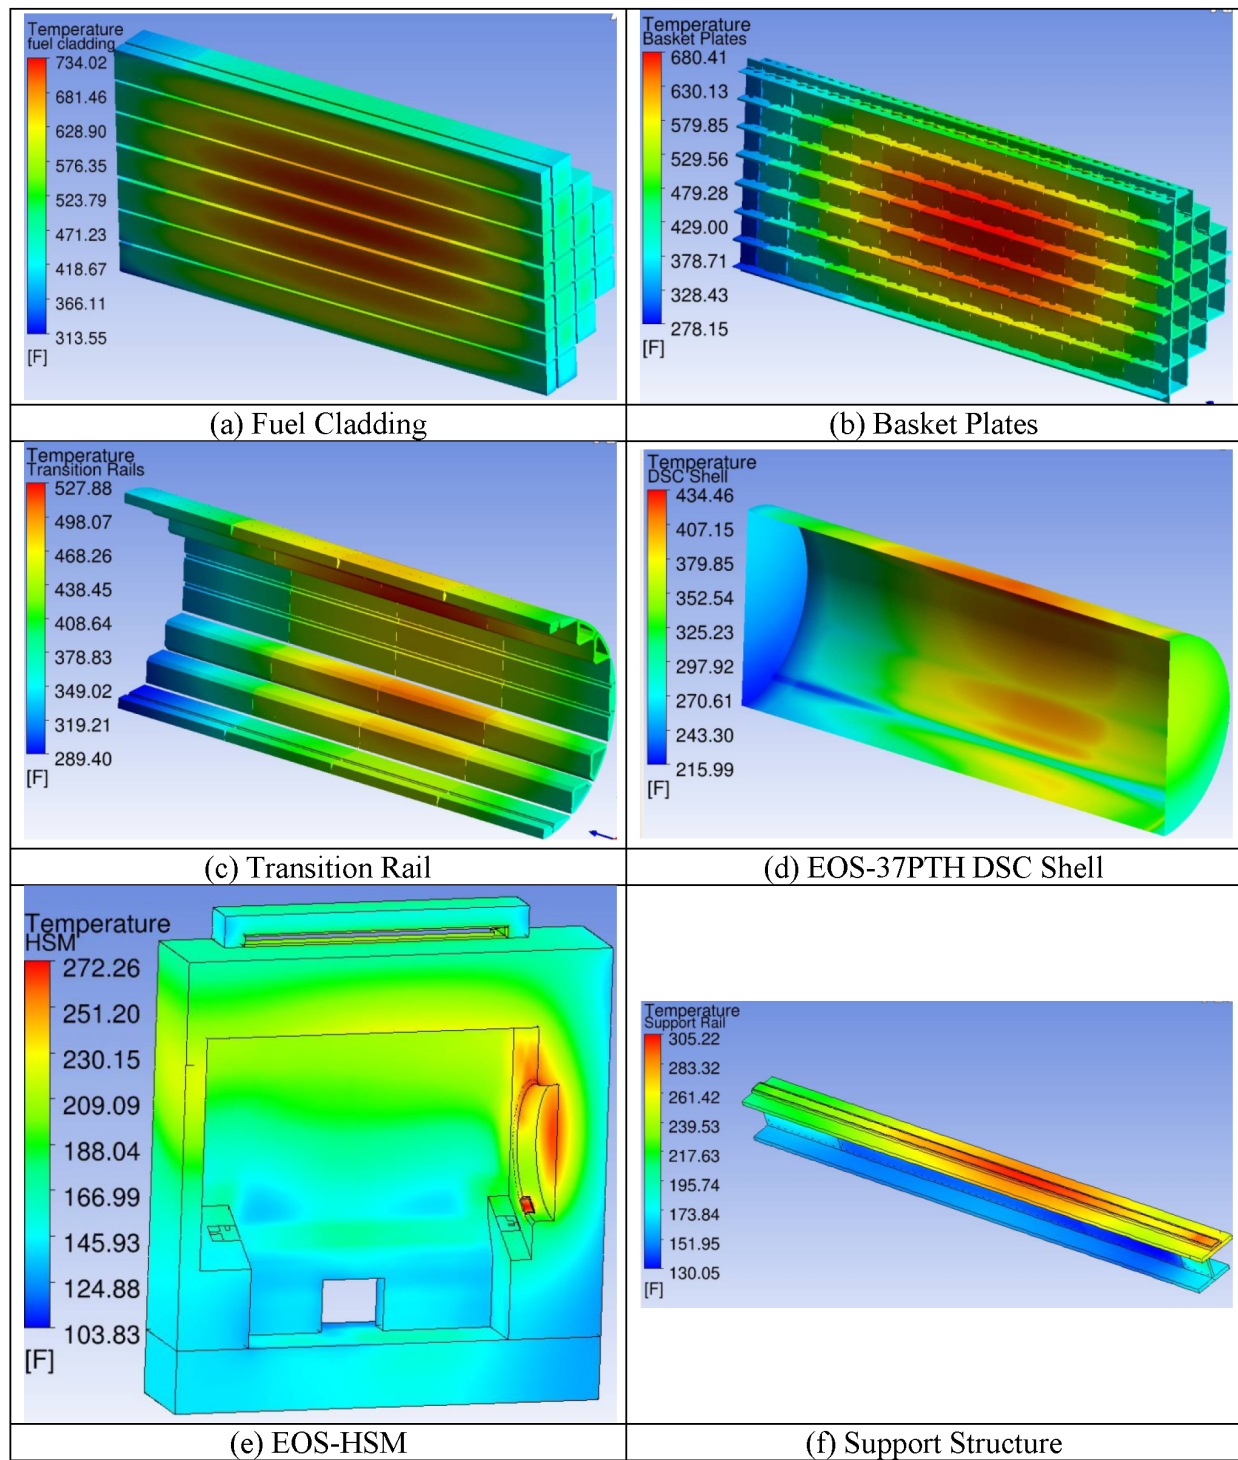 Temperature
fuel cladding
734.02
681.46
628.90
576.35
523.79
471.23
418.67
366.11
313.55
[F]
(a) Fuel Cladding
Temperature
Basket Plates
680.41
630.13
579.85
529.56
479.28
429.00
378.71
328.43
278.15
[F]
(b) Basket Plates
Temperature
Transition Rails
527.88
498.07
468.26
438.45
408.64
378.83
349.02
319.21
289.40
[F]
(c) Transition Rail
Temperature
DSC Shell
434.46
407.15
379.85
352.54
325.23
297.92
270.61
243.30
215.99
[F]
(d) EOS-37PTH DSC Shell
Temperature
HSM
272.26
251.20
230.15
209.09
188.04
166.99
145.93
124.88
103.83
[F]
(e) EOS-HSM
Temperature
Support Rail
305.22
283.32
261.42
239.53
217.63
195.74
173.84
151.95
130.05
[F]
(f) Support Structure